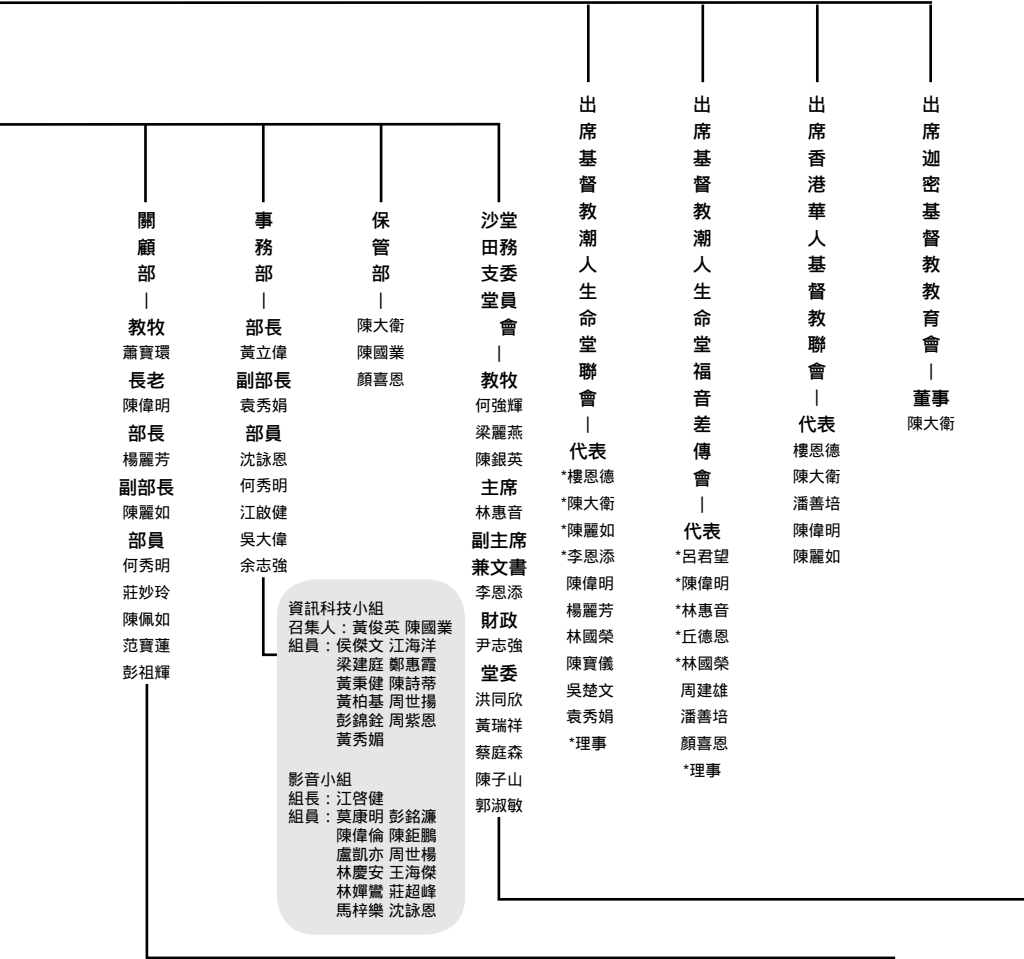 關顧部
|
教牧
蕭寶環
長老
陳偉明
部長
楊麗芳
副部長
陳麗如
部員
何秀明
莊妙玲
陳佩如
范寶蓮
彭祖輝
事務部
|
部長
黃立偉
副部長
袁秀娟
部員
沈詠恩
何秀明
江啟健
吳大偉
余志強
資訊科技小組
召集人：黃俊英 陳國業
組員：侯傑文 江海洋
梁建庭 鄭惠霞
黃秉健 陳詩蒂
黃柏基 周世揚
彭錦銓 周紫恩
黃秀媚
影音小組
組長：江啓健
組員：莫康明 彭銘濂
陳偉倫 陳鉅鵬
盧凱亦 周世楊
林慶安 王海傑
林嬋鸞 莊超峰
馬梓樂 沈詠恩
保管部
|
陳大衛
陳國業
顏喜恩
沙田支堂
堂務委員會
|
教牧
何強輝
梁麗燕
陳銀英
主席
林惠音
副主席
兼文書
李恩添
財政
尹志強
堂委
洪同欣
黃瑞祥
蔡庭森
陳子山
郭淑敏
出席基督教潮人生命堂聯會
|
代表
*樓恩德
*陳大衛
*陳麗如
*李恩添
陳偉明
楊麗芳
林國榮
陳寶儀
吳楚文
袁秀娟
*理事
出席基督教潮人生命堂福音差傳會
|
代表
*呂君望
*陳偉明
*林惠音
*丘德恩
*林國榮
周建雄
潘善培
顏喜恩
*理事
出席香港華人基督教聯會
|
代表
樓恩德
陳大衛
潘善培
陳偉明
陳麗如
出席迦密基督教教育會
|
董事
陳大衛